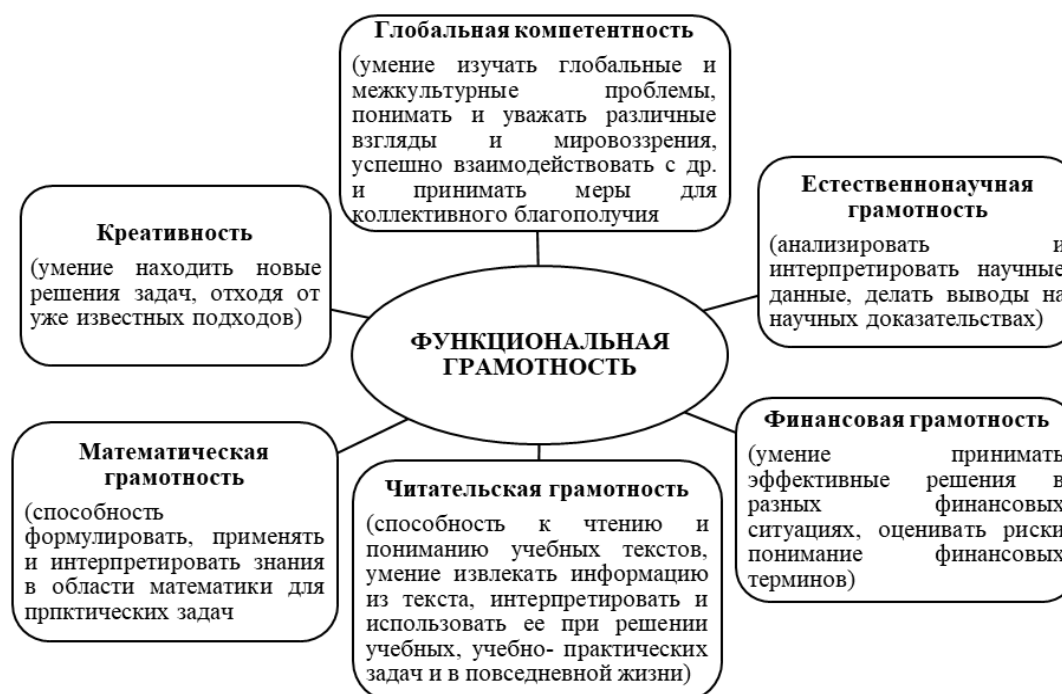 Глобальная компетентность
(умение изучать глобальные и
межкультурные проблемы,
понимать и уважать различные
взгляды и мировоззрения,
успешно взаимодействовать с др.
и принимать меры для
коллективного благополучия
Естественнонаучная
грамотность
(анализировать и
интерпретировать научные
данные, делать выводы на
научных доказательствах)
Креативность
(умение находить новые
решения задач, отходя от
уже известных подходов)
ФУНКЦИОНАЛЬНАЯ
ГРАМОТНОСТЬ
Финансовая грамотность
(умение принимать
эффективные решения в
разных финансовых
ситуациях, оценивать риски
понимание финансовых
терминов)
Математическая
грамотность
(способность
формулировать, применять
и интерпретировать знания
в области математики для
прпктических задач
Читательская грамотность
(способность к чтению и
пониманию учебных текстов,
умение извлекать информацию
из текста, интерпретировать и
использовать ее при решении
учебных, учебно- практических
задач и в повседневной жизни)